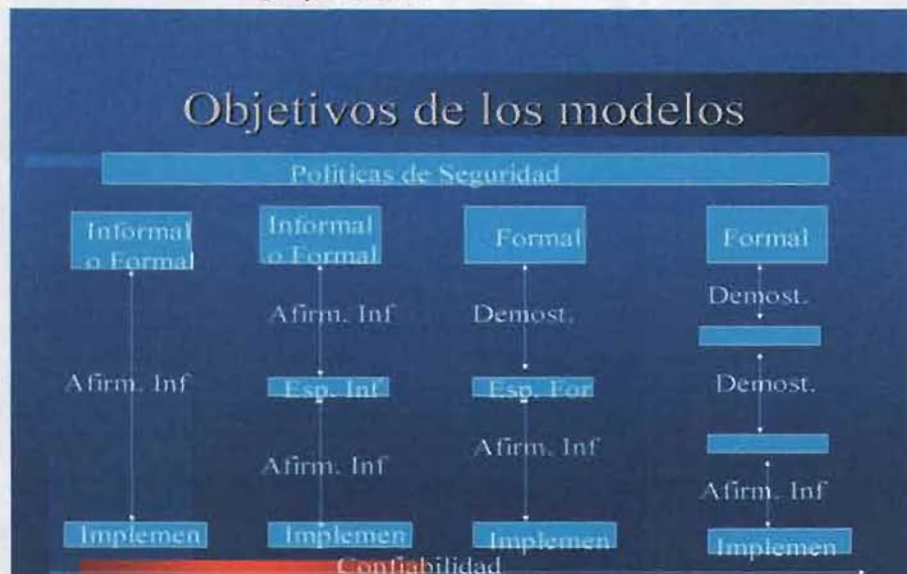 Objetivos de los modelos
Políticas de Seguridad
Informal
o Formal
Informal
o Formal
Formal
Formal
Afirm. Inf
Demost.
Demost.
Afirm. Inf
Esp. Inf
Esp. For
Demost.
Afirm. Inf
Afirm. Inf
Afirm. Inf
Implemen
Implemen
Implemen
Implemen
Confiabilidad